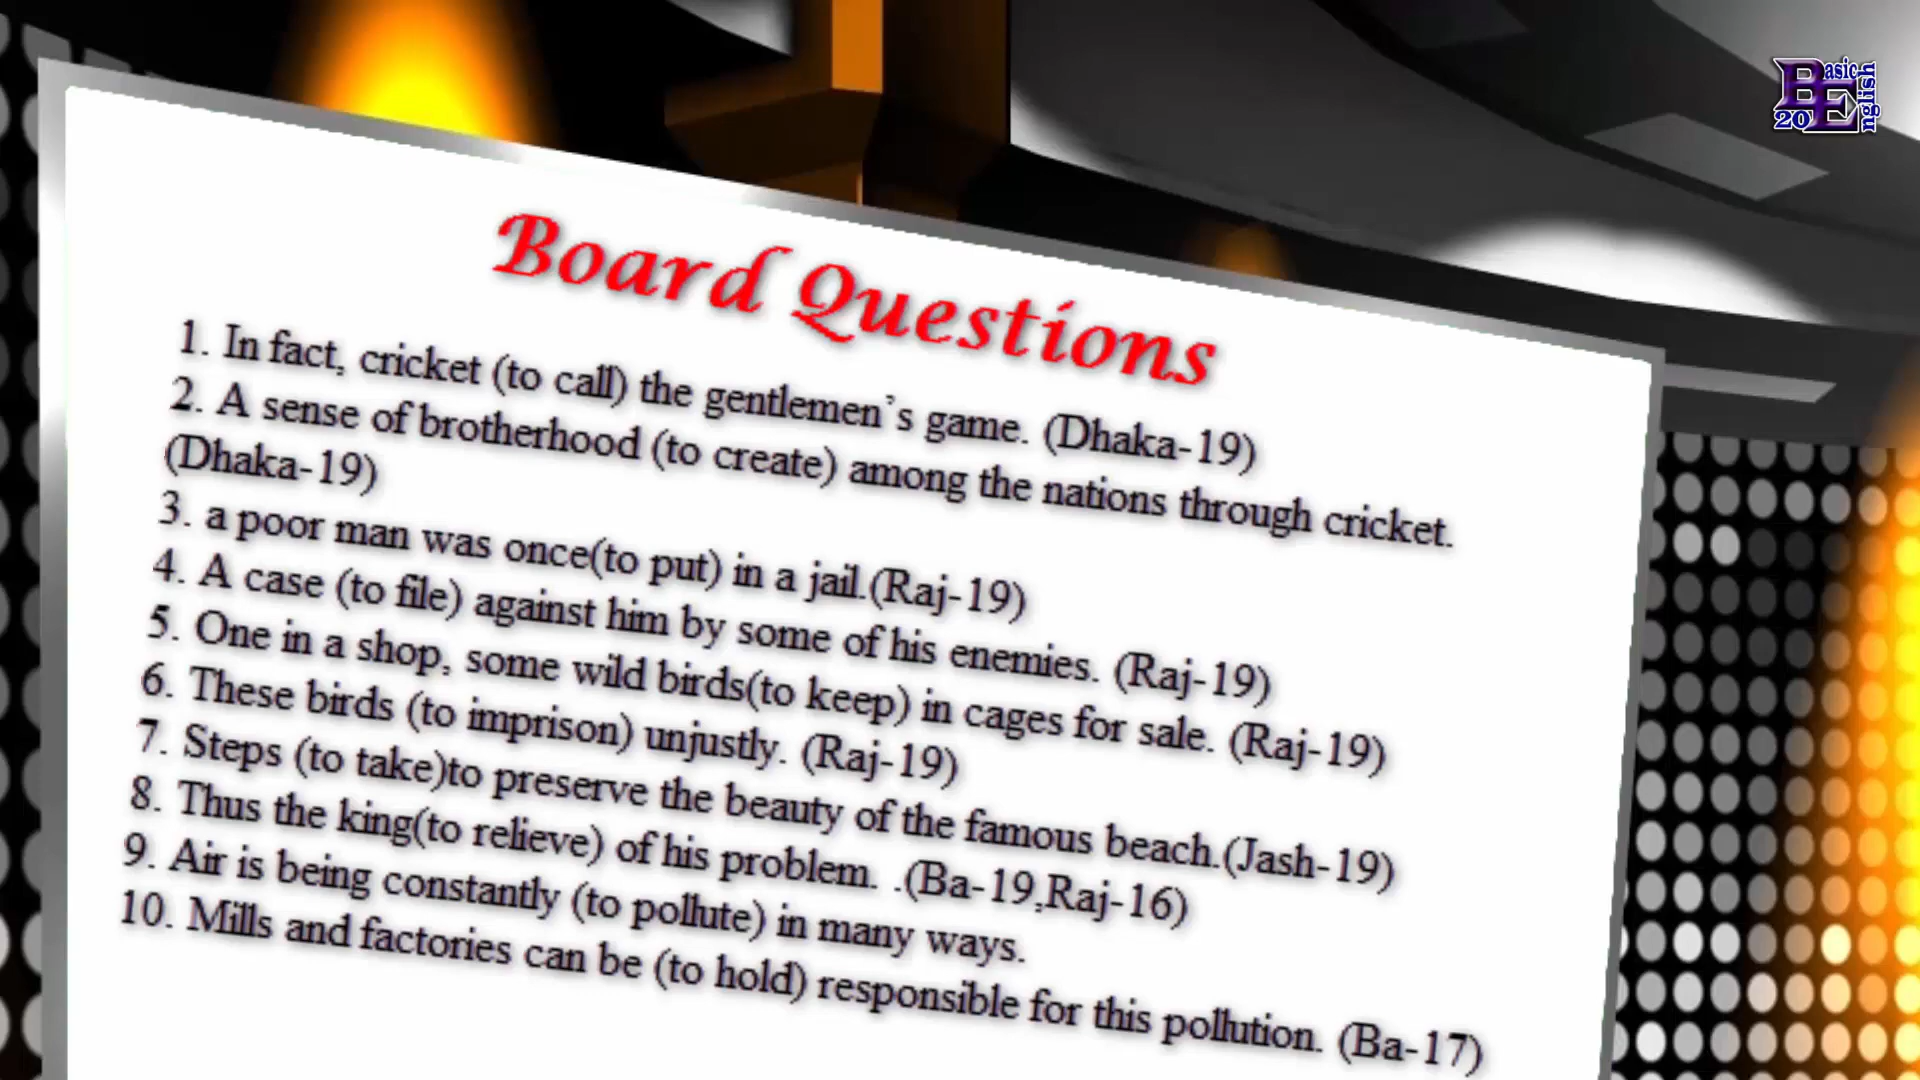 Basic
English
20
Board Questions
1. In fact, cricket (to call) the gentlemen's game. (Dhaka-19)
2. A sense of brotherhood (to create) among the nations through cricket.
(Dhaka-19)
3. a poor man was once(to put) in a jail.(Raj-19)
4. A case (to file) against him by some of his enemies. (Raj-19)
5. One in a shop, some wild birds(to keep) in cages for sale. (Raj-19)
6. These birds (to imprison) unjustly. (Raj-19)
7. Steps (to take)to preserve the beauty of the famous beach.(Jash-19)
8. Thus the king(to relieve) of his problem. .(Ba-19,Raj-16)
9. Air is being constantly (to pollute) in many ways.
10. Mills and factories can be (to hold) responsible for this pollution. (Ba-17)